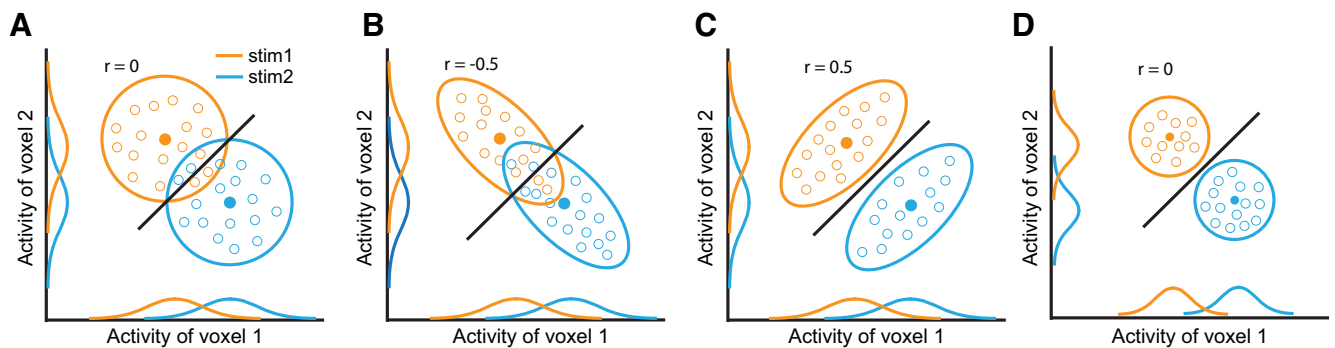 A
r = 0
stim1
stim2
Activity of voxel 2
Activity of voxel 1
B
r = -0.5
Activity of voxel 2
Activity of voxel 1
C
r = 0.5
Activity of voxel 2
Activity of voxel 1
D
r = 0
Activity of voxel 2
Activity of voxel 1